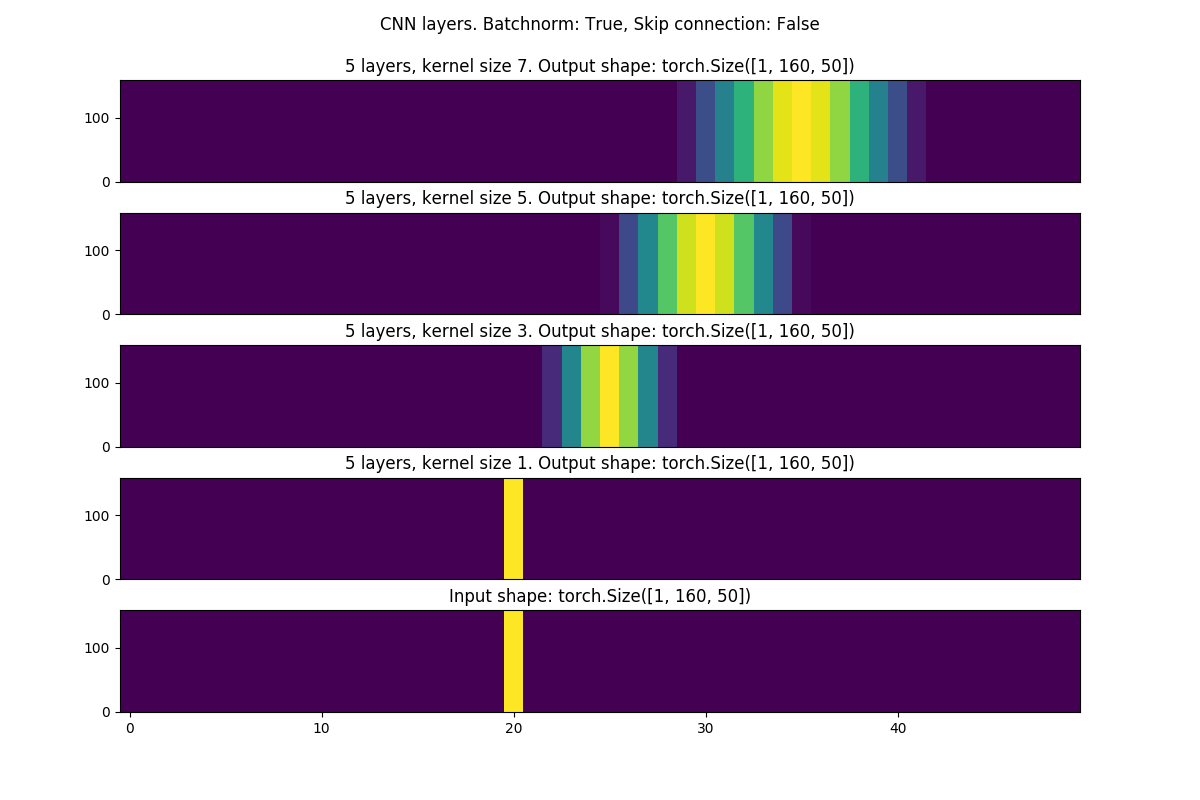 CNN layers. Batchnorm: True, Skip connection: False
5 layers, kernel size 7. Output shape: torch.Size([1, 160, 50])
100
0
5 layers, kernel size 5. Output shape: torch.Size([1, 160, 50])
100
0
5 layers, kernel size 3. Output shape: torch.Size([1, 160, 50])
100
0
5 layers, kernel size 1. Output shape: torch.Size([1, 160, 50])
100
0
Input shape: torch.Size([1, 160, 50])
100
0
0 10 20 30 40